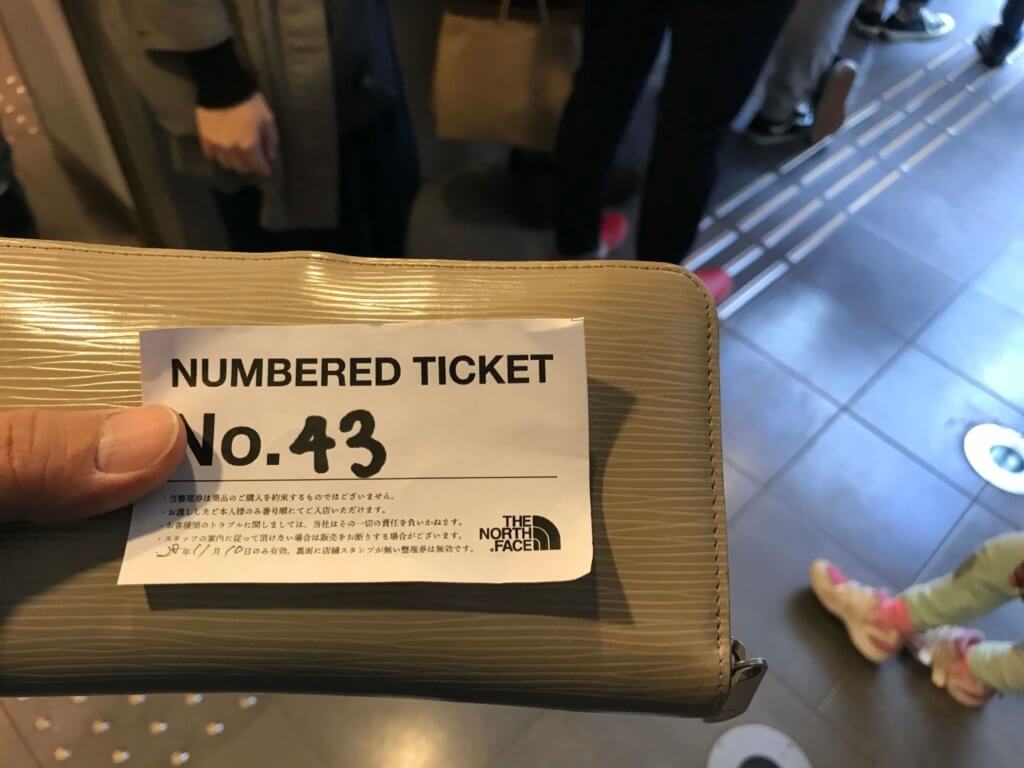 NUMBERED TICKET
No. 43
・当整理券は商品のご購入を約束するものではございません。
・お渡ししたご本人様のみ番号順にてご入店いただけます。
・お客様間のトラブルに関しましては、当社はその一切の責任を負いかねます。
・スタッフの案内に従って頂けない場合は販売をお断りする場合がございます。
30年11月10日のみ有効。裏面に店舗スタンプが無い整理券は無効です。
THE
NORTH
FACE